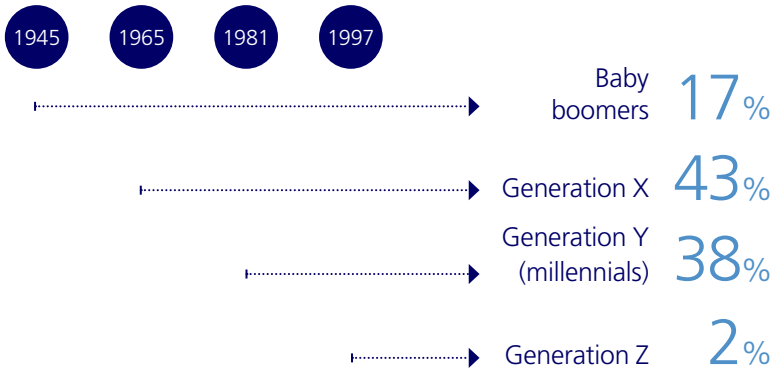 1945 1965 1981 1997
Baby
boomers 17%
Generation X 43%
Generation Y
(millennials) 38%
Generation Z 2%